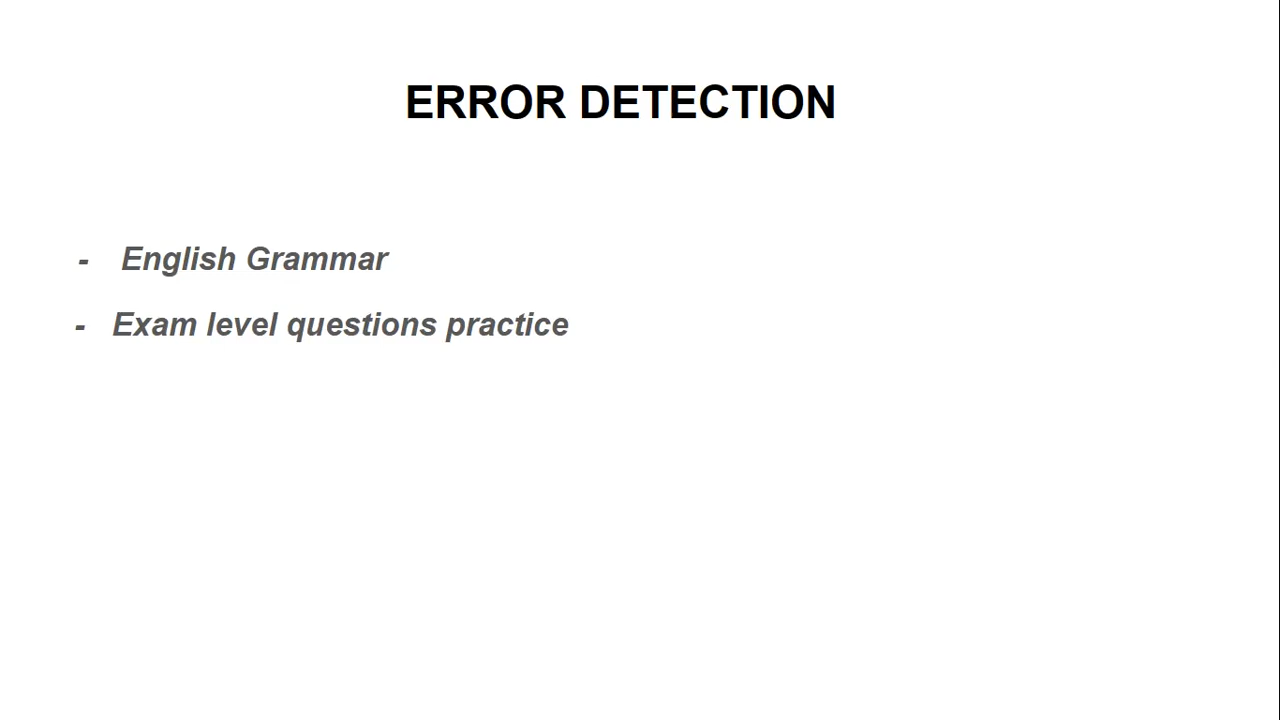 ERROR DETECTION
- English Grammar
- Exam level questions practice